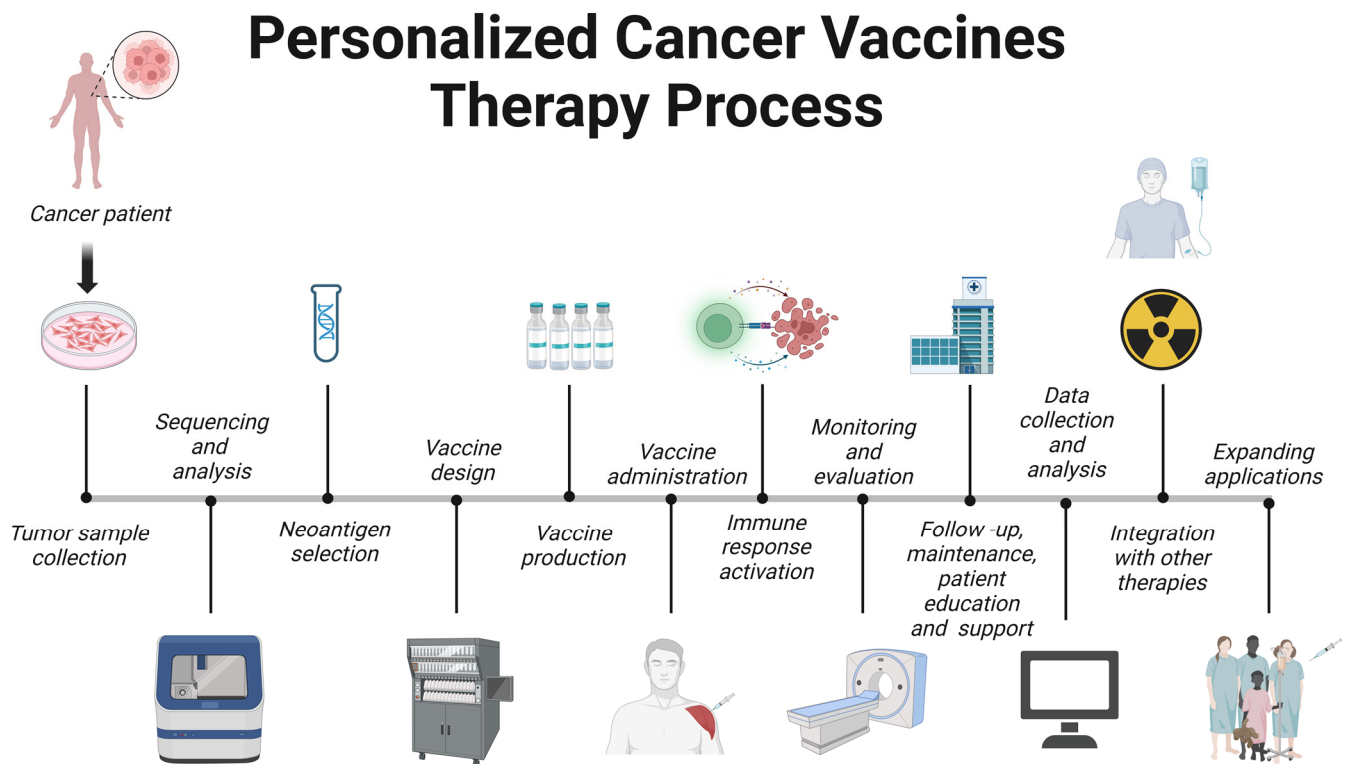 Personalized Cancer Vaccines
Therapy Process
Cancer patient
Tumor sample
collection
Sequencing
and
analysis
Neoantigen
selection
Vaccine
design
Vaccine
production
Vaccine
administration
Immune
response
activation
Monitoring
and
evaluation
Follow -up,
maintenance,
patient
education
and support
Data
collection
and
analysis
Integration
with other
therapies
Expanding
applications